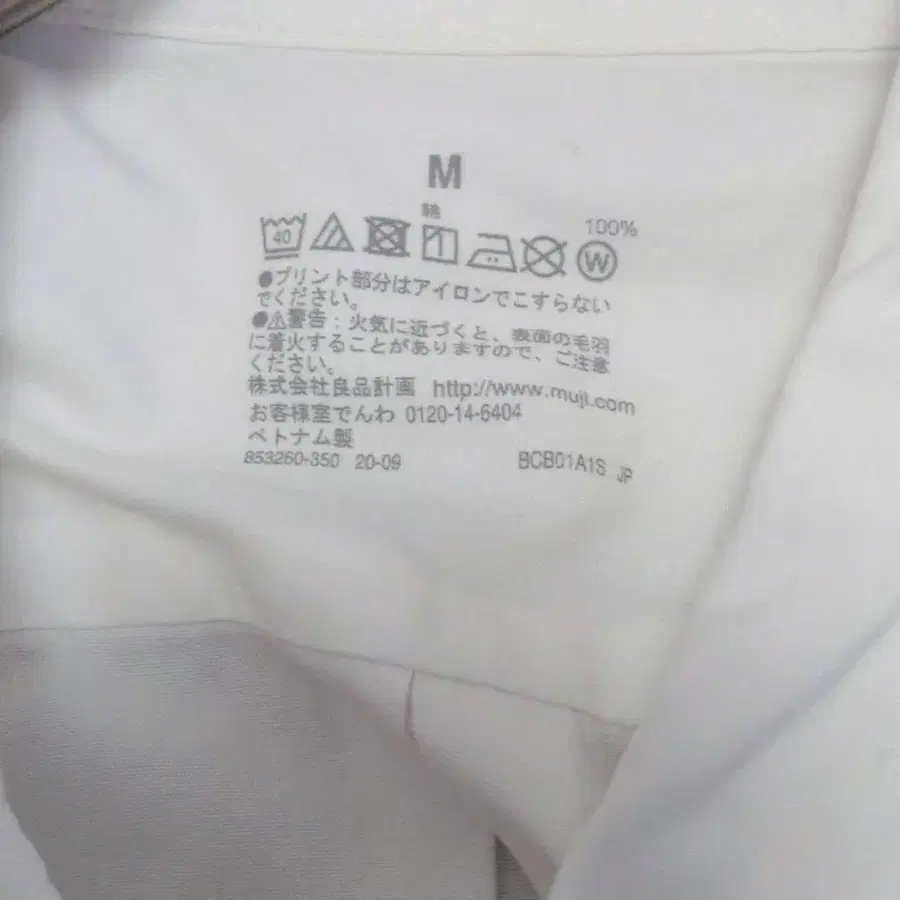 M
綿 100%
40 W
●プリント部分はアイロンでこすらない
でください。
●⚠警告：火気に近づくと、表面の毛羽
に着火することがありますので、ご注意
ください。
株式会社良品計画 http://www.muji.com
お客様室でんわ 0120-14-6404
ベトナム製
853260-350 20-09 BCB01A1S JP